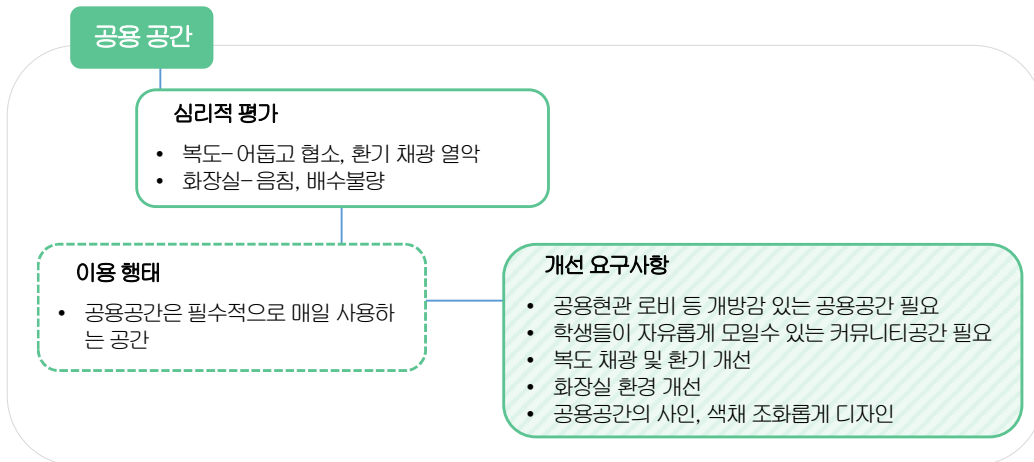 공용 공간
심리적 평가
• 복도- 어둡고 협소, 환기 채광 열악
• 화장실- 음침, 배수불량
이용 행태
• 공용공간은 필수적으로 매일 사용하
는 공간
개선 요구사항
• 공용현관 로비 등 개방감 있는 공용공간 필요
• 학생들이 자유롭게 모일수 있는 커뮤니티공간 필요
• 복도 채광 및 환기 개선
• 화장실 환경 개선
• 공용공간의 사인, 색채 조화롭게 디자인